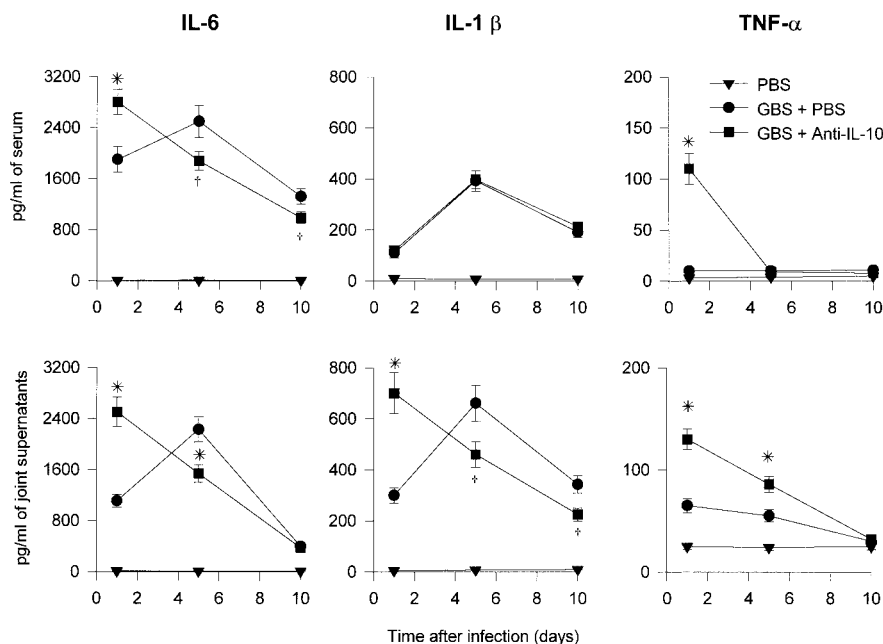 IL-6
IL-1 β
TNF-α
pg/ml of serum
3200
2400
1600
800
0
0 2 4 6 8 10
*
†
†
800
600
400
200
0
0 2 4 6 8 10
200
150
100
50
0
0 2 4 6 8 10
*
PBS
GBS + PBS
GBS + Anti-IL-10
pg/ml of joint supernatants
3200
2400
1600
800
0
0 2 4 6 8 10
*
*
800
600
400
200
0
0 2 4 6 8 10
*
†
†
200
100
0
0 2 4 6 8 10
*
*
Time after infection (days)